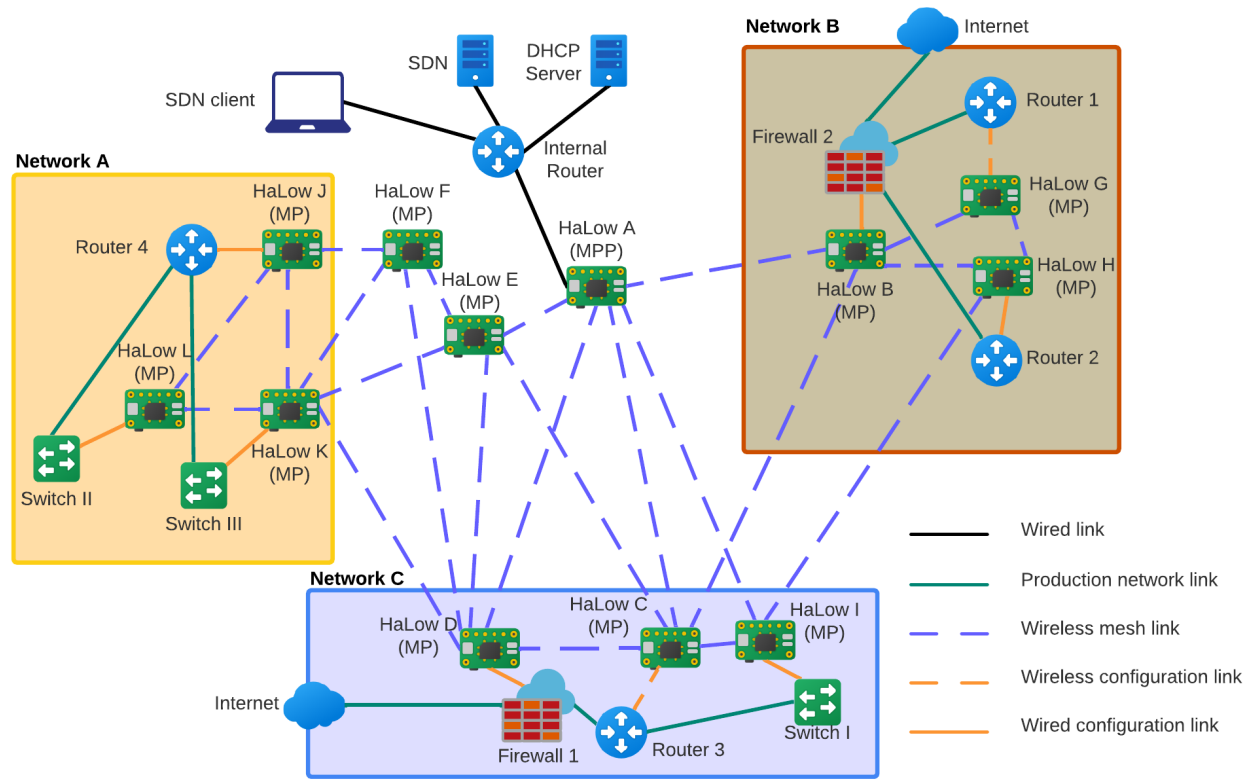 Network B
Internet
SDN
DHCP
Server
SDN client
Router 1
Firewall 2
Internal
Router
Network A
HaLow J
(MP)
HaLow F
(MP)
HaLow G
(MP)
HaLow A
(MPP)
Router 4
HaLow E
(MP)
HaLow H
(MP)
HaLow B
(MP)
HaLow L
(MP)
Router 2
HaLow K
(MP)
Switch II
Switch III
Wired link
Network C
Production network link
HaLow D
(MP)
HaLow C
(MP)
HaLow I
(MP)
Wireless mesh link
Wireless configuration link
Internet
Firewall 1
Router 3
Switch I
Wired configuration link